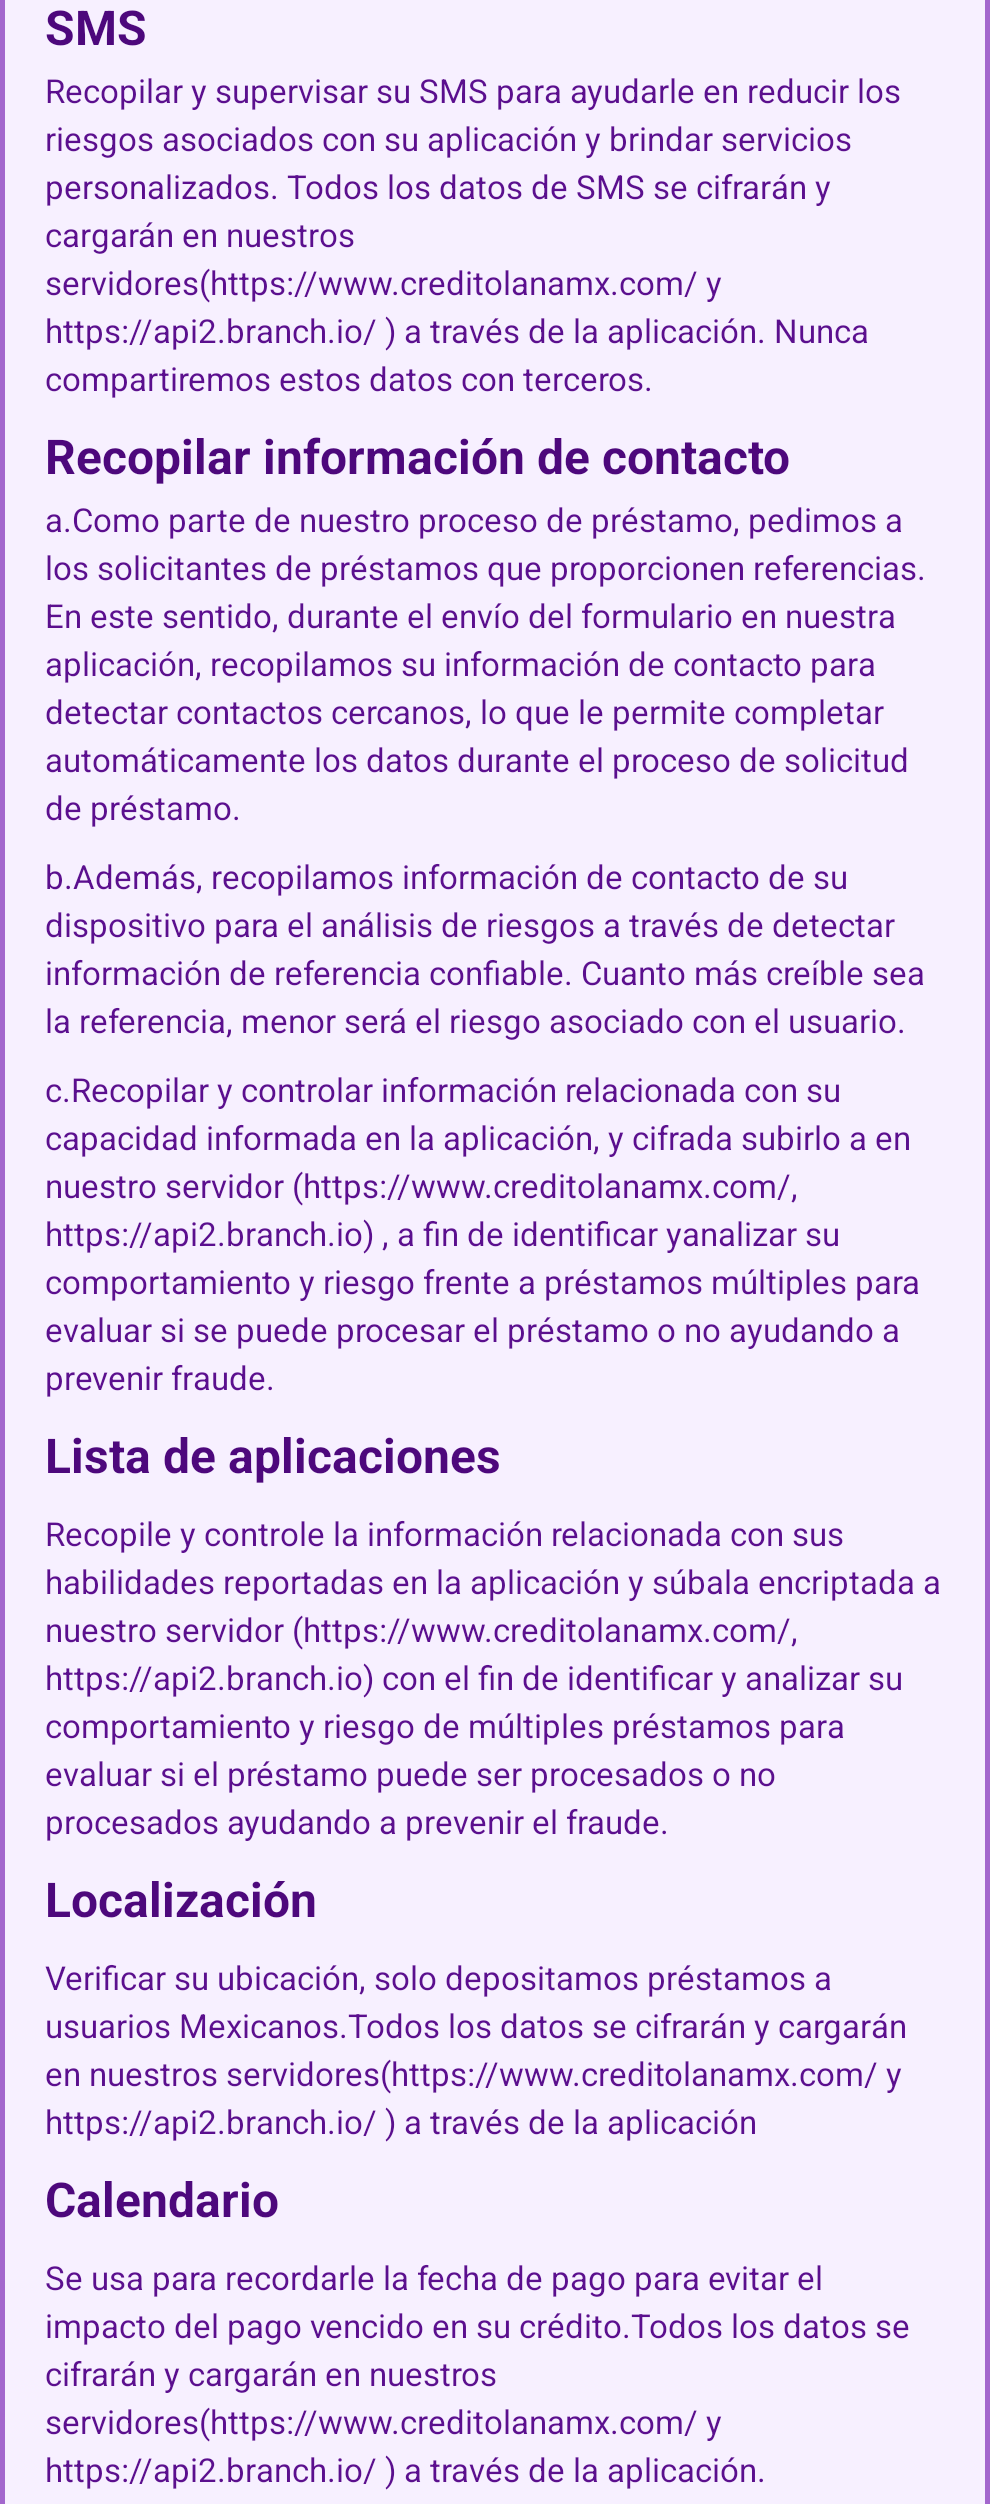 SMS
Recopilar y supervisar su SMS para ayudarle en reducir los
riesgos asociados con su aplicación y brindar servicios
personalizados. Todos los datos de SMS se cifrarán y
cargarán en nuestros
servidores(https://www.creditolanamx.com/ y
https://api2.branch.io/ ) a través de la aplicación. Nunca
compartiremos estos datos con terceros.
Recopilar información de contacto
a.Como parte de nuestro proceso de préstamo, pedimos a
los solicitantes de préstamos que proporcionen referencias.
En este sentido, durante el envío del formulario en nuestra
aplicación, recopilamos su información de contacto para
detectar contactos cercanos, lo que le permite completar
automáticamente los datos durante el proceso de solicitud
de préstamo.
b.Además, recopilamos información de contacto de su
dispositivo para el análisis de riesgos a través de detectar
información de referencia confiable. Cuanto más creíble sea
la referencia, menor será el riesgo asociado con el usuario.
c.Recopilar y controlar información relacionada con su
capacidad informada en la aplicación, y cifrada subirlo a en
nuestro servidor (https://www.creditolanamx.com/,
https://api2.branch.io) , a fin de identificar yanalizar su
comportamiento y riesgo frente a préstamos múltiples para
evaluar si se puede procesar el préstamo o no ayudando a
prevenir fraude.
Lista de aplicaciones
Recopile y controle la información relacionada con sus
habilidades reportadas en la aplicación y súbala encriptada a
nuestro servidor (https://www.creditolanamx.com/,
https://api2.branch.io) con el fin de identificar y analizar su
comportamiento y riesgo de múltiples préstamos para
evaluar si el préstamo puede ser procesados o no
procesados ayudando a prevenir el fraude.
Localización
Verificar su ubicación, solo depositamos préstamos a
usuarios Mexicanos.Todos los datos se cifrarán y cargarán
en nuestros servidores(https://www.creditolanamx.com/ y
https://api2.branch.io/ ) a través de la aplicación
Calendario
Se usa para recordarle la fecha de pago para evitar el
impacto del pago vencido en su crédito.Todos los datos se
cifrarán y cargarán en nuestros
servidores(https://www.creditolanamx.com/ y
https://api2.branch.io/ ) a través de la aplicación.